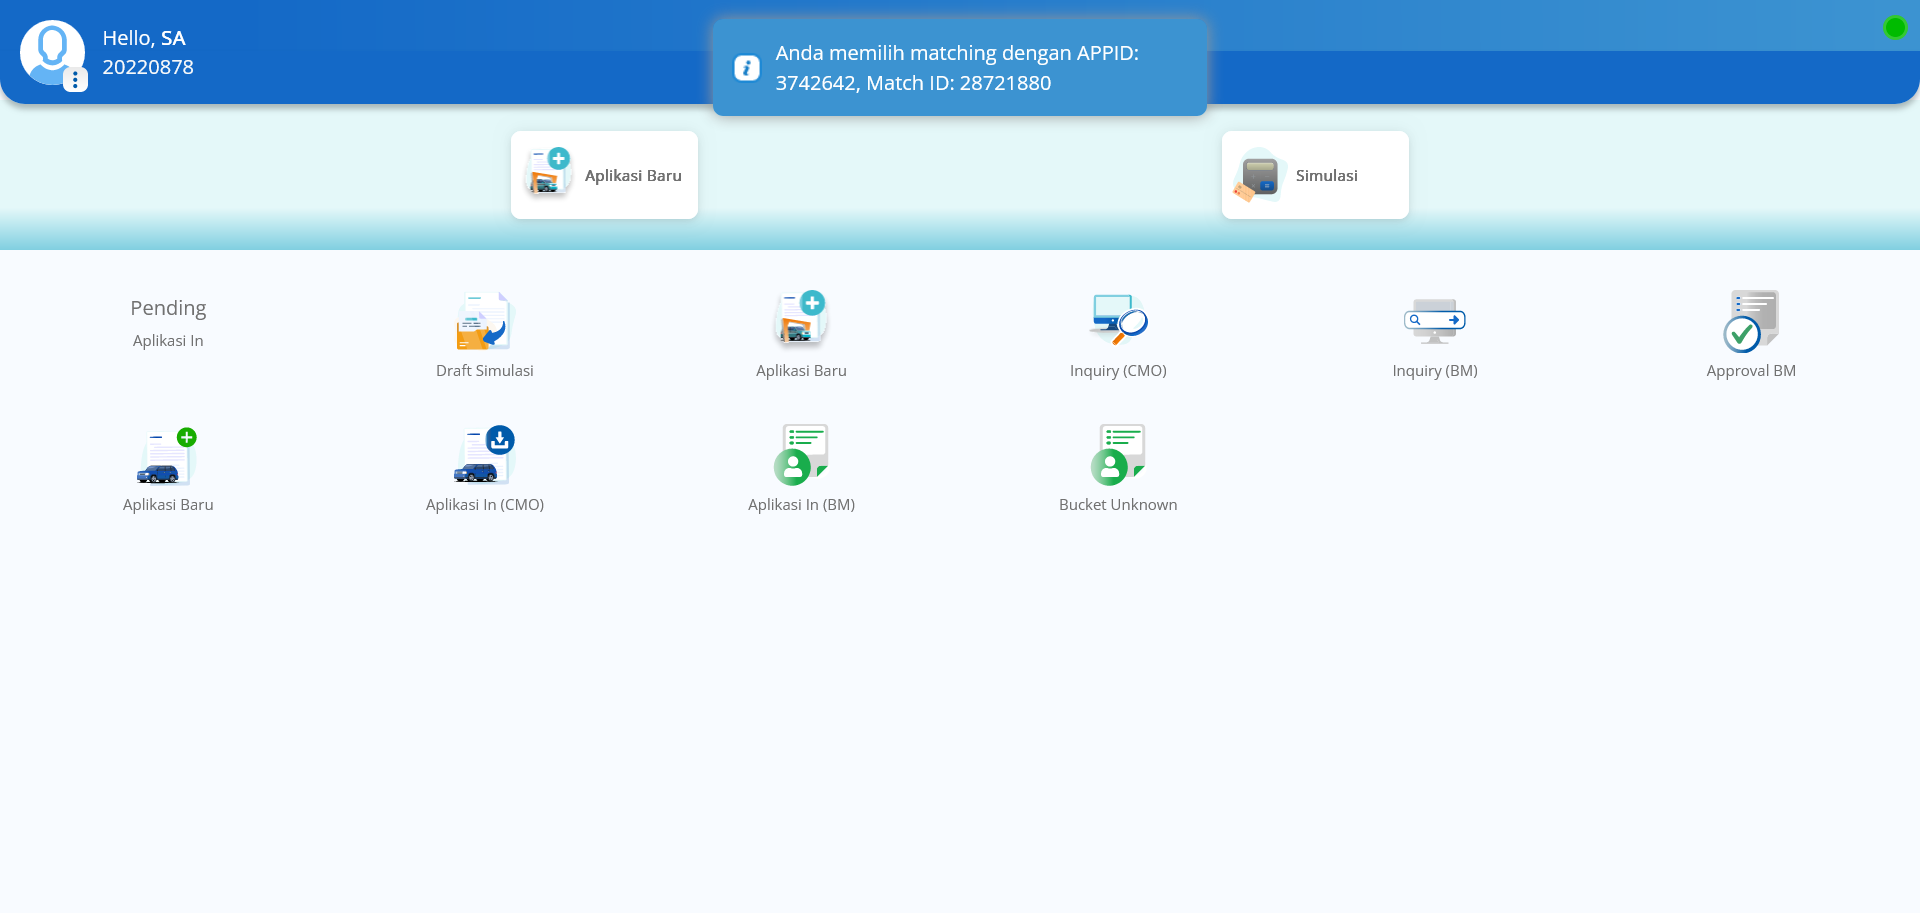 Hello, SA
20220878
Anda memilih matching dengan APPID:
3742642, Match ID: 28721880
Aplikasi Baru
Simulasi
Pending
Aplikasi In
Draft Simulasi
Aplikasi Baru
Inquiry (CMO)
Inquiry (BM)
Approval BM
Aplikasi Baru
Aplikasi In (CMO)
Aplikasi In (BM)
Bucket Unknown